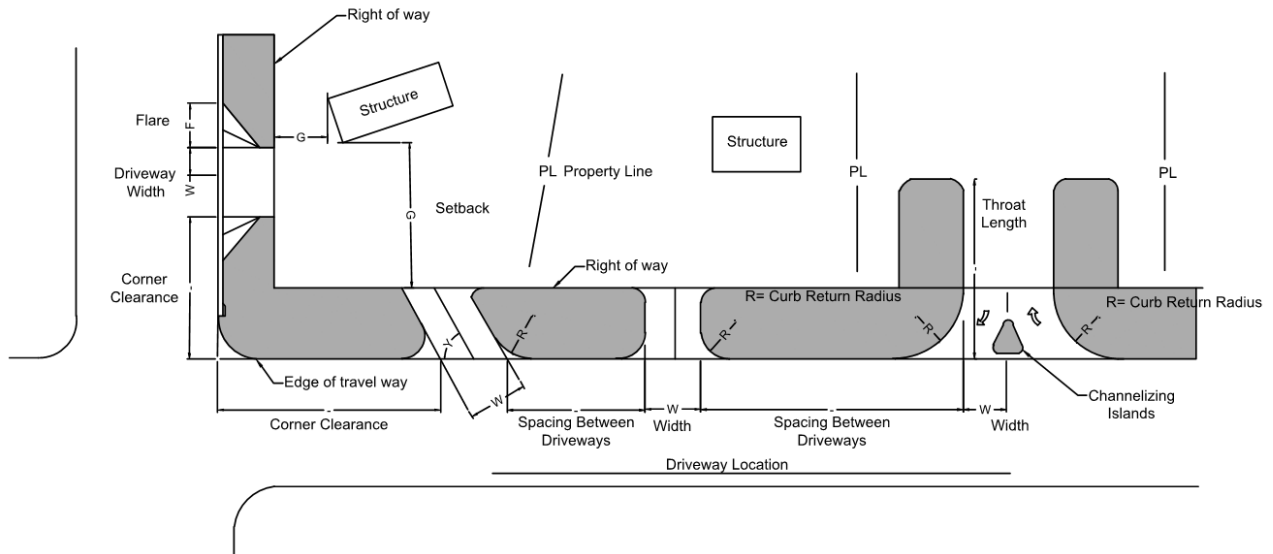 Right of way
Structure
Flare
F
G
Driveway
Width
W
Structure
PL Property Line
PL
PL
Throat
Length
Setback
G
Corner
Clearance
Right of way
R= Curb Return Radius
R= Curb Return Radius
R
R
R
R
Y
Edge of travel way
W
Corner Clearance
Spacing Between
Driveways
W
Width
Spacing Between
Driveways
W
Width
Channelizing
Islands
Driveway Location